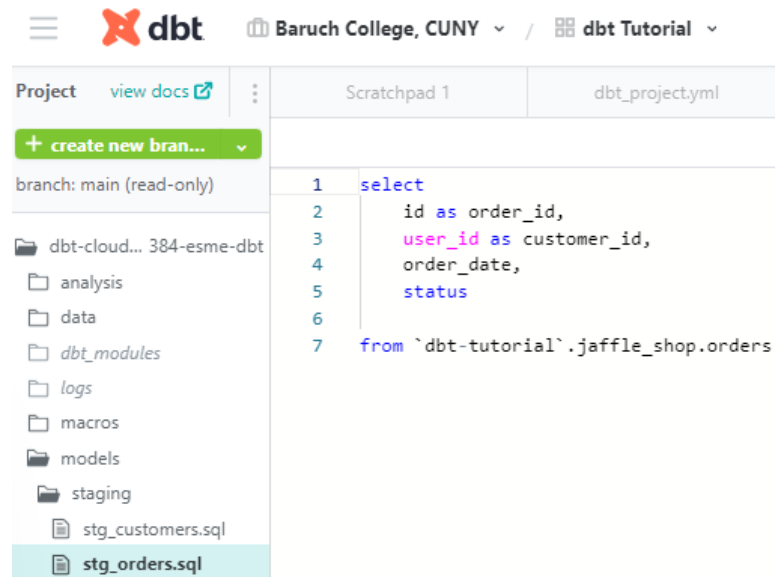 dbt Baruch College, CUNY / dbt Tutorial
Project view docs
Scratchpad 1 dbt_project.yml
+ create new bran...
branch: main (read-only)
dbt-cloud... 384-esme-dbt
analysis
data
dbt_modules
logs
macros
models
staging
stg_customers.sql
stg_orders.sql
1 select
2 id as order_id,
3 user_id as customer_id,
4 order_date,
5 status
6
7 from `dbt-tutorial`.jaffle_shop.orders